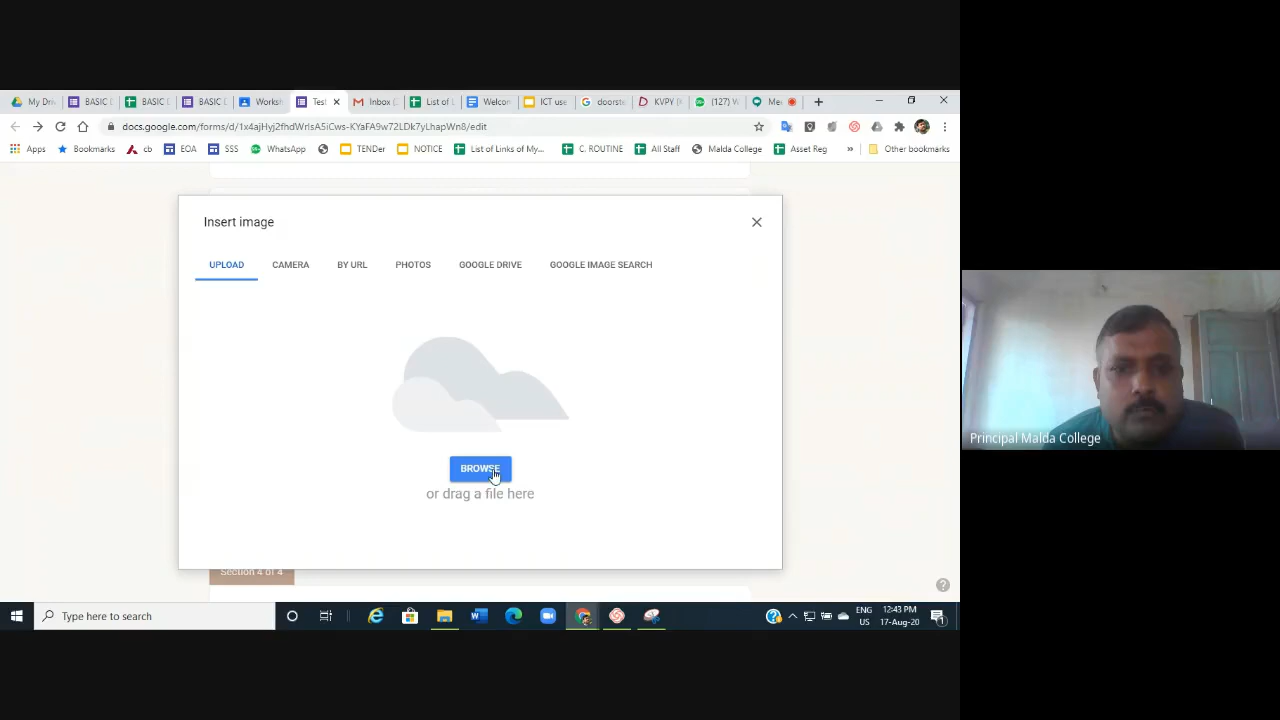 My Dri
BASIC D
BASIC D
BASIC D
Worksh
Test
Inbox (
List of L
Welcom
ICT use
doorste
KVPY (
(127) W
Mee
docs.google.com/forms/d/1x4ajHyj2fhdWrIsA5iCws-KYaFA9w72LDk7yLhapWn8/edit
Apps
Bookmarks
cb
EOA
SSS
WhatsApp
TENDer
NOTICE
List of Links of My...
C. ROUTINE
All Staff
Malda College
Asset Reg
»
Other bookmarks
Insert image
UPLOAD
CAMERA
BY URL
PHOTOS
GOOGLE DRIVE
GOOGLE IMAGE SEARCH
BROWSE
or drag a file here
Section 4 of 4
Principal Malda College
Type here to search
ENG
US
12:43 PM
17-Aug-20
1